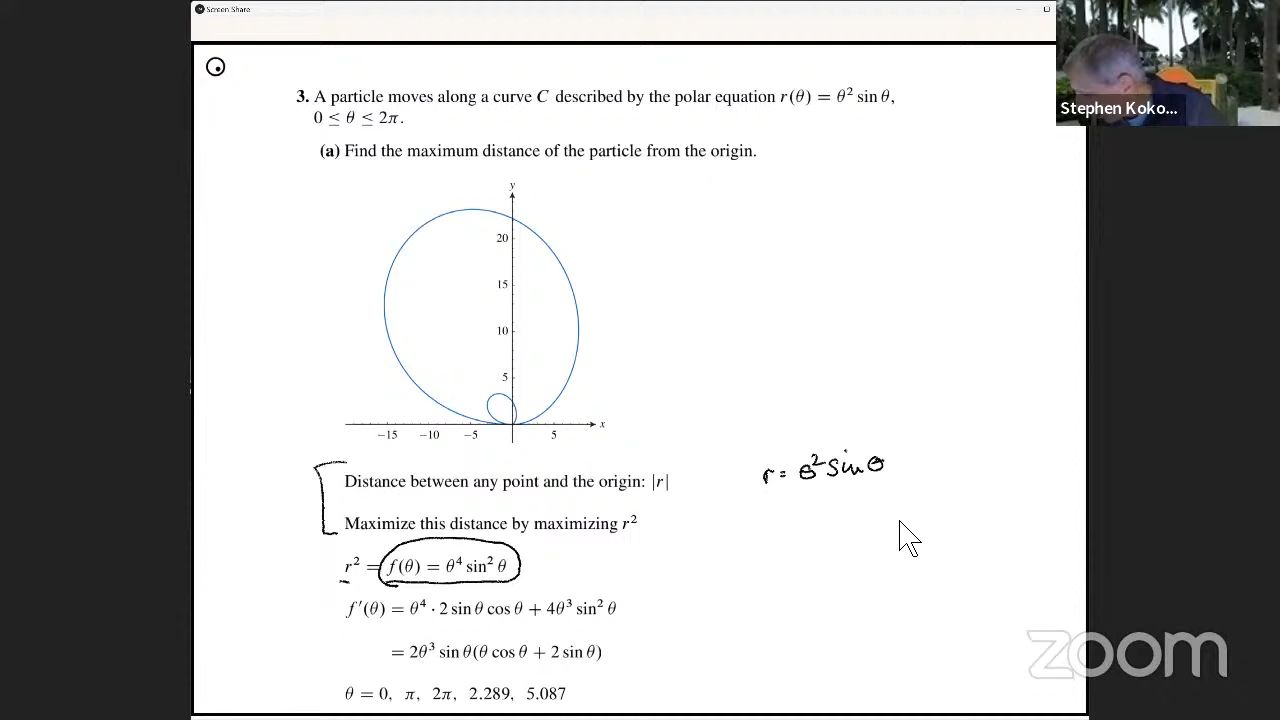 Screen Share
3. A particle moves along a curve C described by the polar equation r(θ) = θ² sin θ,
0 ≤ θ ≤ 2π.
Stephen Koko...
(a) Find the maximum distance of the particle from the origin.
y
20
15
10
5
x
−15 −10 −5 5
r = θ² sin θ
Distance between any point and the origin: |r|
Maximize this distance by maximizing r²
r² = f(θ) = θ⁴ sin² θ
f′(θ) = θ⁴ · 2 sin θ cos θ + 4θ³ sin² θ
= 2θ³ sin θ(θ cos θ + 2 sin θ)
zoom
θ = 0, π, 2π, 2.289, 5.087